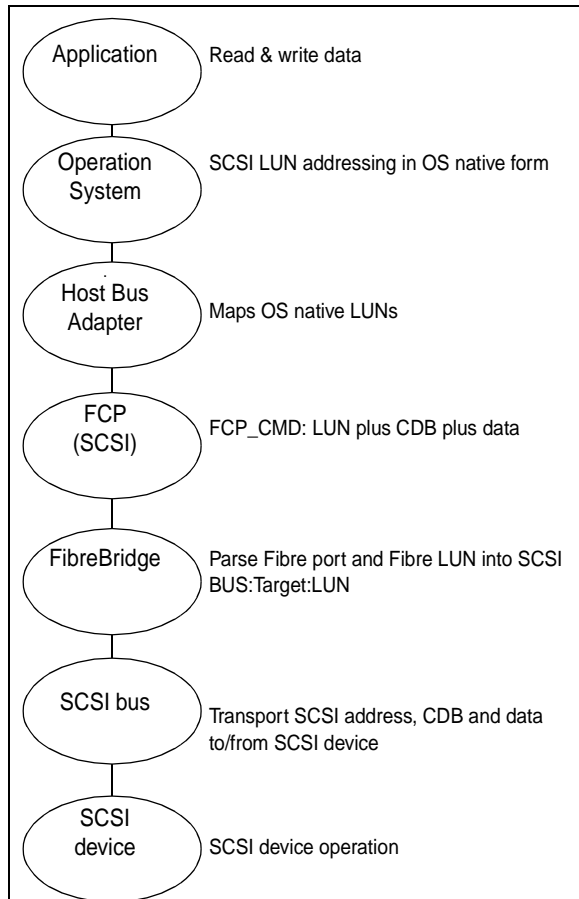 Application
Read & write data
Operation
System
SCSI LUN addressing in OS native form
Host Bus
Adapter
Maps OS native LUNs
FCP
(SCSI)
FCP_CMD: LUN plus CDB plus data
FibreBridge
Parse Fibre port and Fibre LUN into SCSI
BUS:Target:LUN
SCSI bus
Transport SCSI address, CDB and data
to/from SCSI device
SCSI
device
SCSI device operation